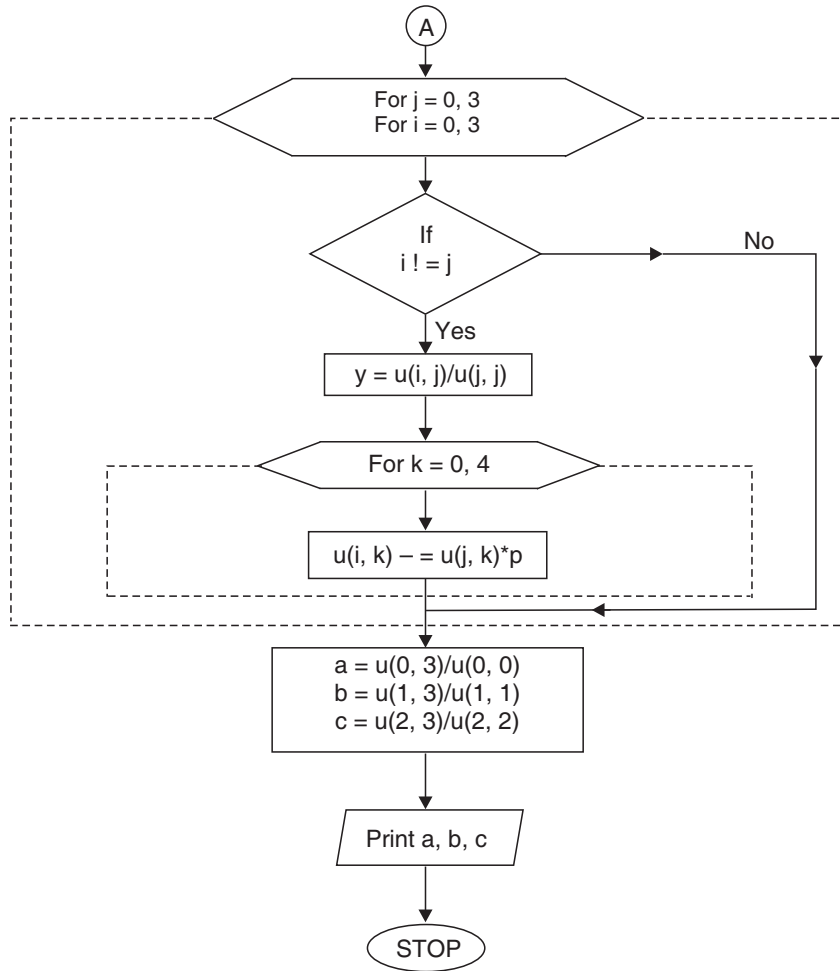 A
For j = 0, 3
For i = 0, 3
If
i ! = j
No
Yes
y = u(i, j)/u(j, j)
For k = 0, 4
u(i, k) – = u(j, k)*p
a = u(0, 3)/u(0, 0)
b = u(1, 3)/u(1, 1)
c = u(2, 3)/u(2, 2)
Print a, b, c
STOP